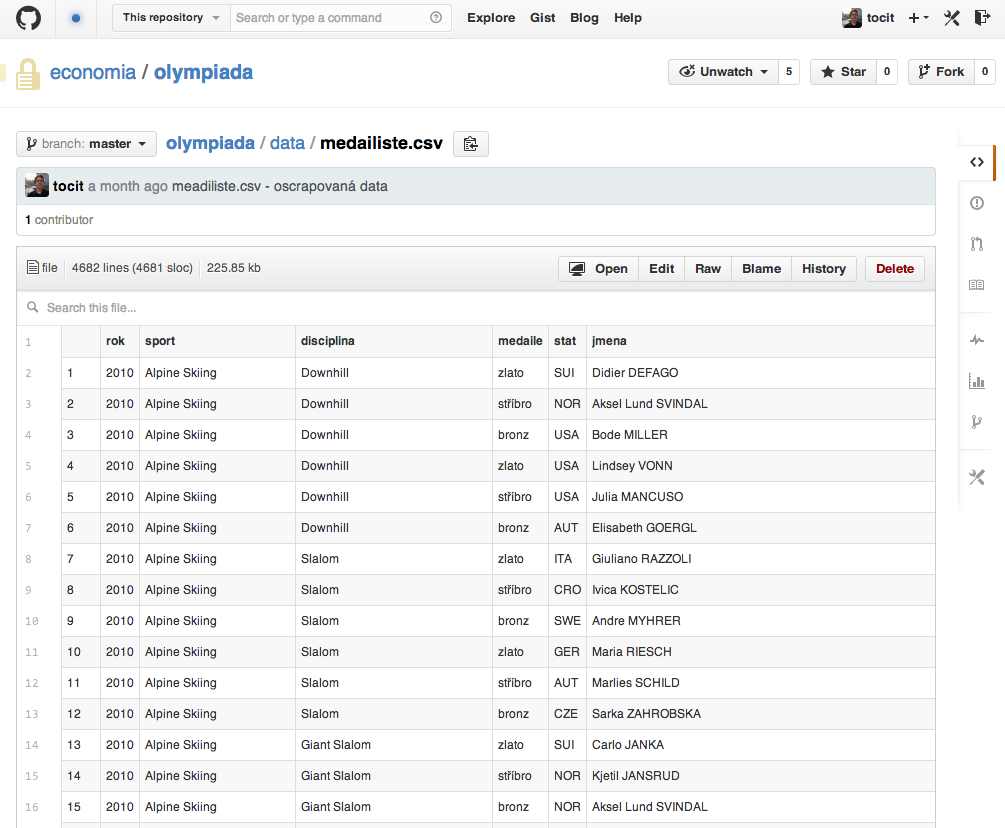 This repository Search or type a command Explore Gist Blog Help tocit
economia / olympiada Unwatch 5 Star 0 Fork 0
branch: master olympiada / data / medailiste.csv
tocit a month ago meadiliste.csv - oscrapovaná data
1 contributor
file 4682 lines (4681 sloc) 225.85 kb Open Edit Raw Blame History Delete
Search this file...
1 rok sport disciplina medaile stat jmena
2 1 2010 Alpine Skiing Downhill zlato SUI Didier DEFAGO
3 2 2010 Alpine Skiing Downhill stříbro NOR Aksel Lund SVINDAL
4 3 2010 Alpine Skiing Downhill bronz USA Bode MILLER
5 4 2010 Alpine Skiing Downhill zlato USA Lindsey VONN
6 5 2010 Alpine Skiing Downhill stříbro USA Julia MANCUSO
7 6 2010 Alpine Skiing Downhill bronz AUT Elisabeth GOERGL
8 7 2010 Alpine Skiing Slalom zlato ITA Giuliano RAZZOLI
9 8 2010 Alpine Skiing Slalom stříbro CRO Ivica KOSTELIC
10 9 2010 Alpine Skiing Slalom bronz SWE Andre MYHRER
11 10 2010 Alpine Skiing Slalom zlato GER Maria RIESCH
12 11 2010 Alpine Skiing Slalom stříbro AUT Marlies SCHILD
13 12 2010 Alpine Skiing Slalom bronz CZE Sarka ZAHROBSKA
14 13 2010 Alpine Skiing Giant Slalom zlato SUI Carlo JANKA
15 14 2010 Alpine Skiing Giant Slalom stříbro NOR Kjetil JANSRUD
16 15 2010 Alpine Skiing Giant Slalom bronz NOR Aksel Lund SVINDAL